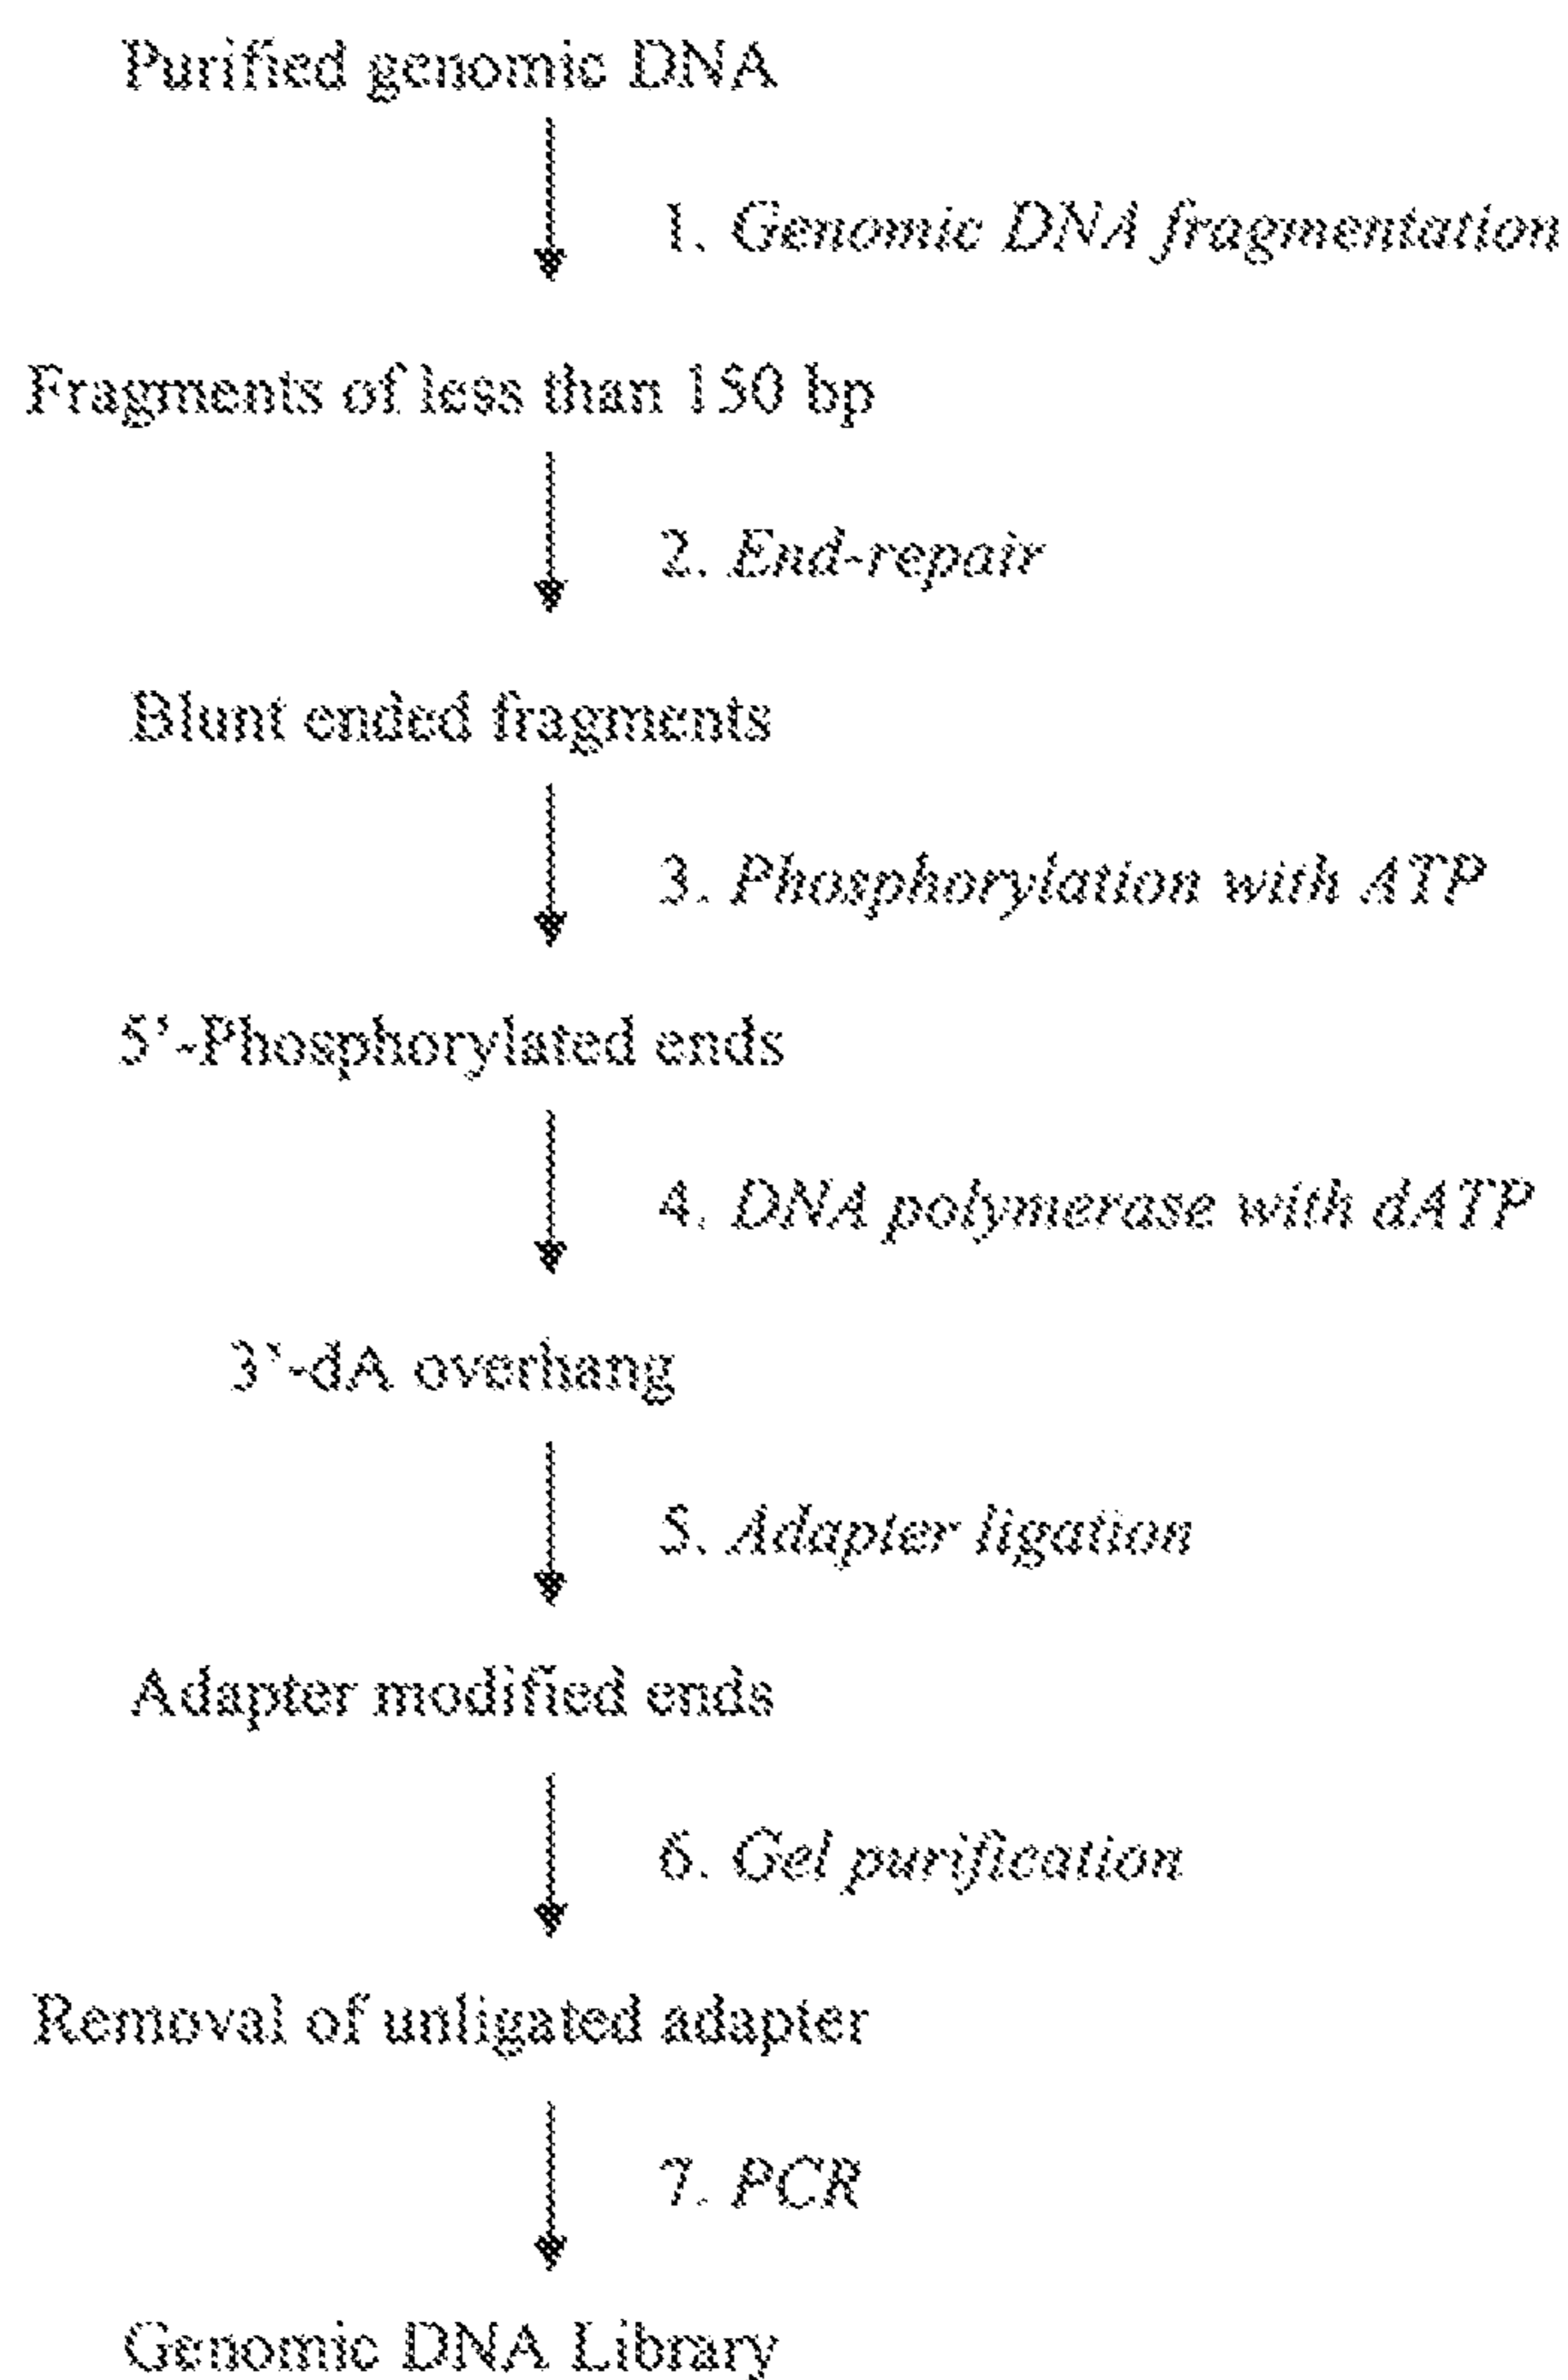 Purified genomic DNA
1. Genomic DNA fragmentation
Fragments of less than 150 bp
2. End-repair
Blunt ended fragments
3. Phosphorylation with ATP
5'-Phosphorylated ends
4. DNA polymerase with dATP
3'-dA overhang
5. Adapter ligation
Adapter modified ends
6. Gel purification
Removal of unligated adapter
7. PCR
Genomic DNA Library